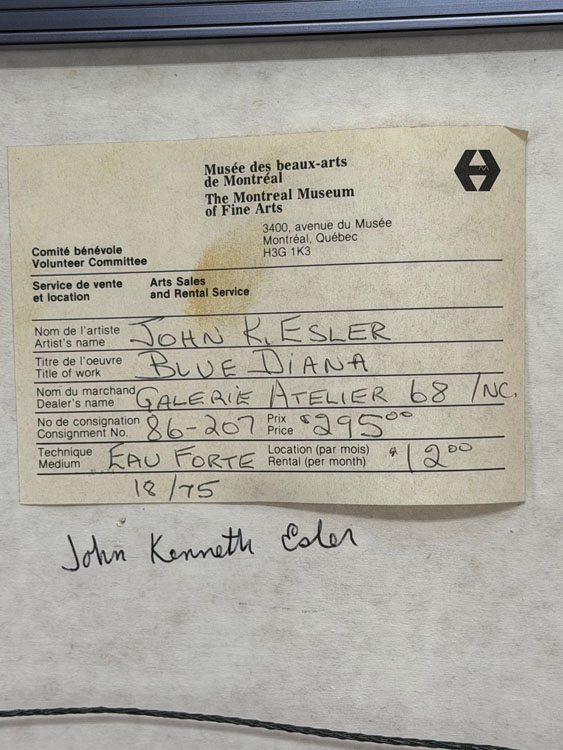 Musée des beaux-arts
de Montréal
The Montreal Museum
of Fine Arts
3400, avenue du Musée
Montréal, Québec
H3G 1K3
Comité bénévole
Volunteer Committee
Service de vente
et location
Arts Sales
and Rental Service
Nom de l'artiste
Artist's name
JOHN K. ESLER
Titre de l'oeuvre
Title of work
BLUE DIANA
Nom du marchand
Dealer's name
GALERIE ATELIER 68 INC.
No de consignation
Consignment No.
86-207
Prix
Price
$295.00
Technique
Medium
EAU FORTE
Location (par mois)
Rental (per month)
$12.00
18/75
John Kenneth Esler